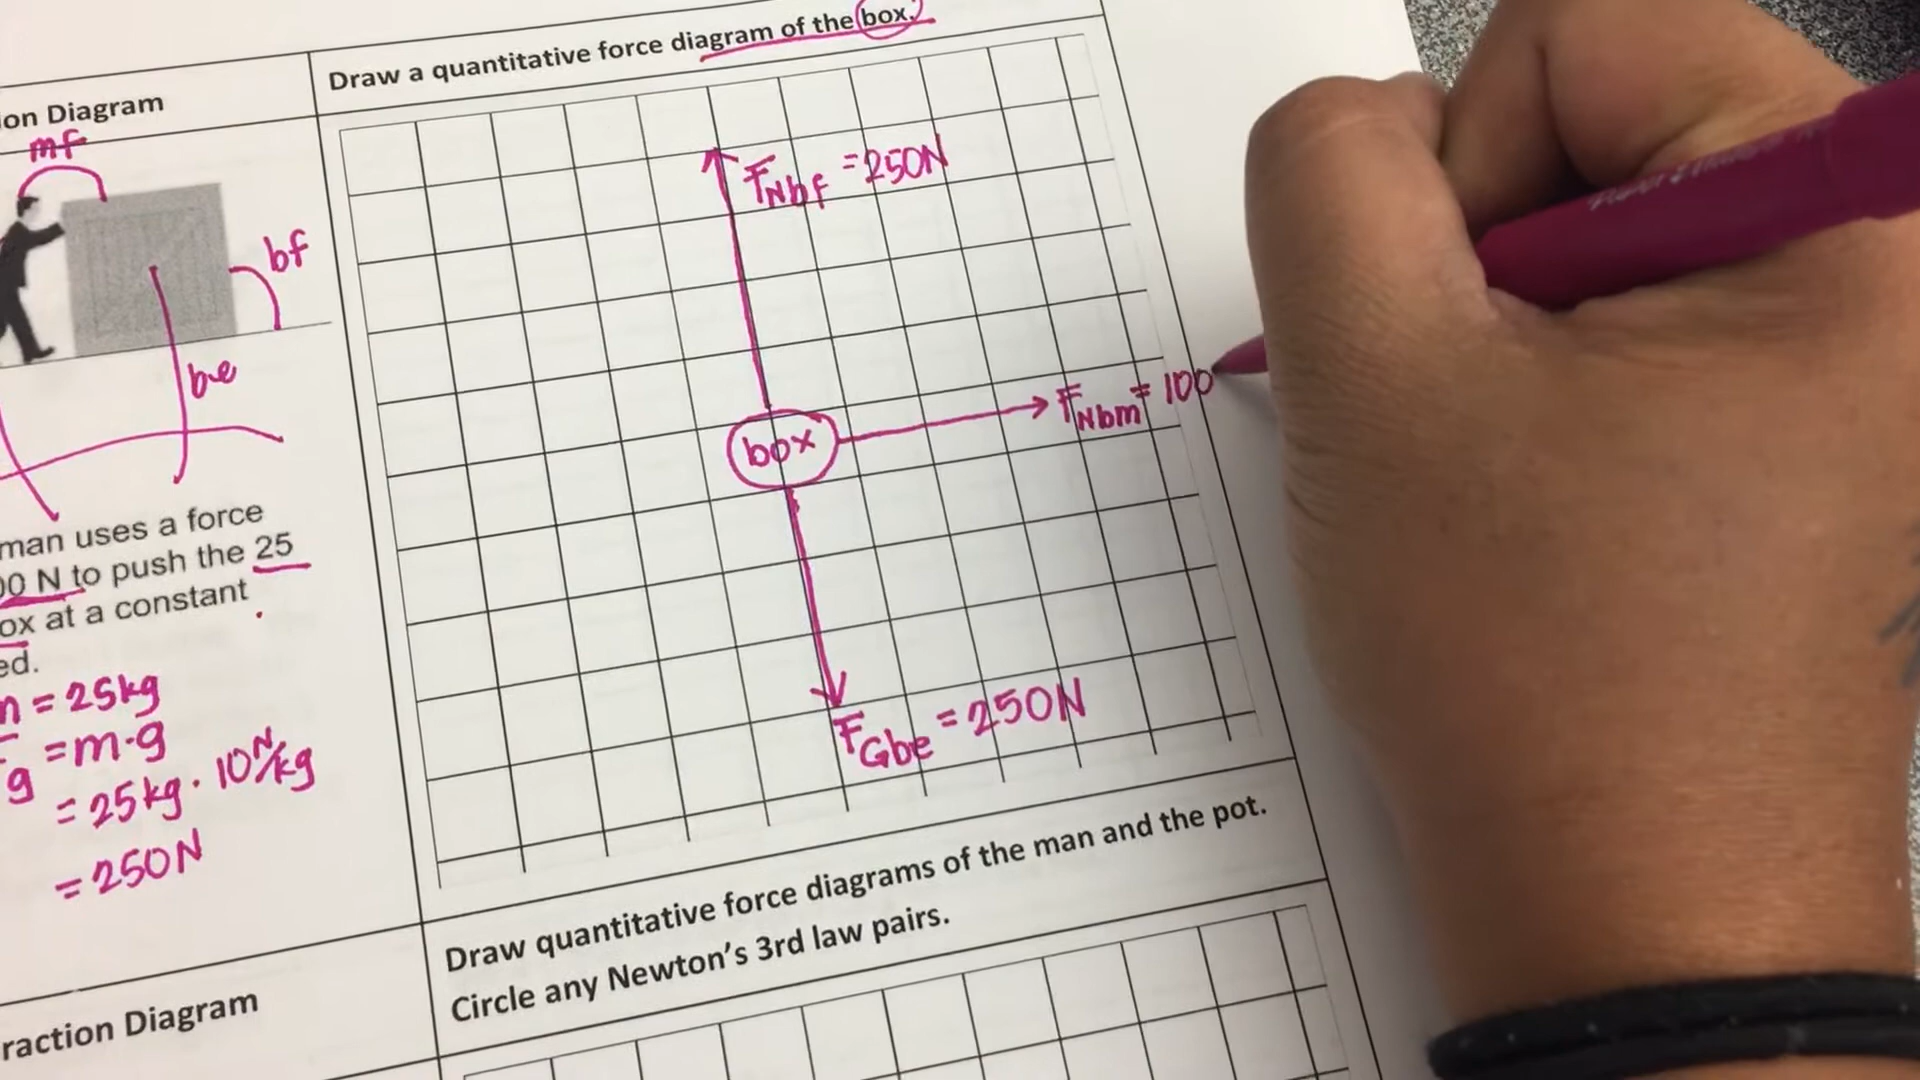 Draw a quantitative force diagram of the box.
on Diagram
mf
bf
be
man uses a force
00 N to push the 25
ox at a constant
ed.
m = 25kg
Fg = m·g
= 25kg · 10 N/kg
= 250N
FNbf = 250N
box
FNbm = 100
FGbe = 250N
Draw quantitative force diagrams of the man and the pot.
Circle any Newton's 3rd law pairs.
raction Diagram